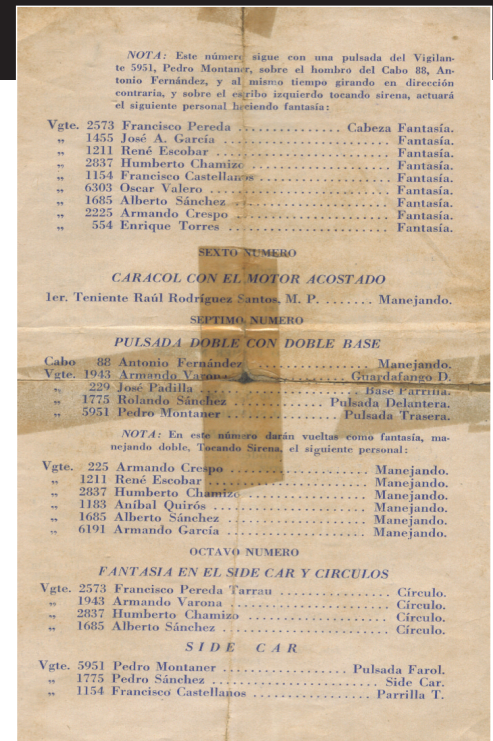 NOTA: Este número sigue con una pulsada del Vigilan-
te 5951, Pedro Montaner, sobre el hombro del Cabo 88, An-
tonio Fernández, y al mismo tiempo girando en dirección
contraria, y sobre el estribo izquierdo tocando sirena, actuará
el siguiente personal haciendo fantasía:
Vgte. 2573 Francisco Pereda .............. Cabeza Fantasía.
„ 1455 José A. García .................... Fantasía.
„ 1211 René Escobar .................... Fantasía.
„ 2837 Humberto Chamizo .................... Fantasía.
„ 1154 Francisco Castellanos .................... Fantasía.
„ 6303 Oscar Valero .................... Fantasía.
„ 1685 Alberto Sánchez .................... Fantasía.
„ 2225 Armando Crespo .................... Fantasía.
„ 554 Enrique Torres .................... Fantasía.
SEXTO NUMERO
CARACOL CON EL MOTOR ACOSTADO
1er. Teniente Raúl Rodríguez Santos, M. P. ....... Manejando.
SEPTIMO NUMERO
PULSADA DOBLE CON DOBLE BASE
Cabo 88 Antonio Fernández .................. Manejando.
Vgte. 1943 Armando Varona .............. Guardafango D.
„ 229 José Padilla .................. Base Parrilla.
„ 1775 Rolando Sánchez .............. Pulsada Delantera.
„ 5951 Pedro Montaner .............. Pulsada Trasera.
NOTA: En este número darán vueltas como fantasía, ma-
nejando doble, Tocando Sirena, el siguiente personal:
Vgte. 225 Armando Crespo .................. Manejando.
„ 1211 René Escobar .................. Manejando.
„ 2837 Humberto Chamizo .................. Manejando.
„ 1183 Aníbal Quirós .................. Manejando.
„ 1685 Alberto Sánchez .................. Manejando.
„ 6191 Armando García .................. Manejando.
OCTAVO NUMERO
FANTASIA EN EL SIDE CAR Y CIRCULOS
Vgte. 2573 Francisco Pereda Tarrau ................ Círculo.
„ 1943 Armando Varona .................. Círculo.
„ 2837 Humberto Chamizo .................. Círculo.
„ 1685 Alberto Sánchez .................. Círculo.
SIDE CAR
Vgte. 5951 Pedro Montaner ................ Pulsada Farol.
„ 1775 Pedro Sánchez .................. Side Car.
„ 1154 Francisco Castellanos ................ Parrilla T.